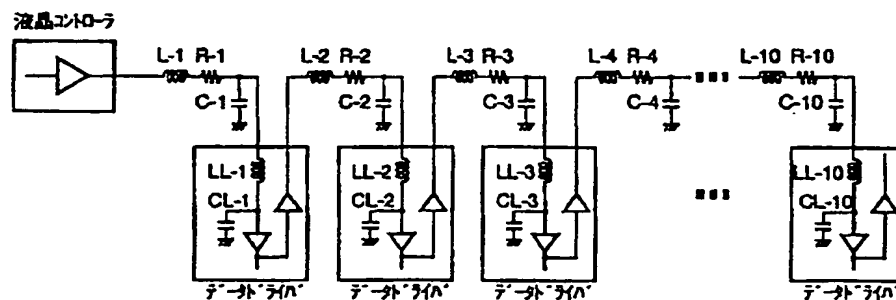 液晶コントローラ
L-1 R-1
L-2 R-2
L-3 R-3
L-4 R-4
L-10 R-10
C-1
C-2
C-3
C-4
C-10
LL-1
LL-2
LL-3
LL-10
CL-1
CL-2
CL-3
CL-10
データドライバ
データドライバ
データドライバ
データドライバ